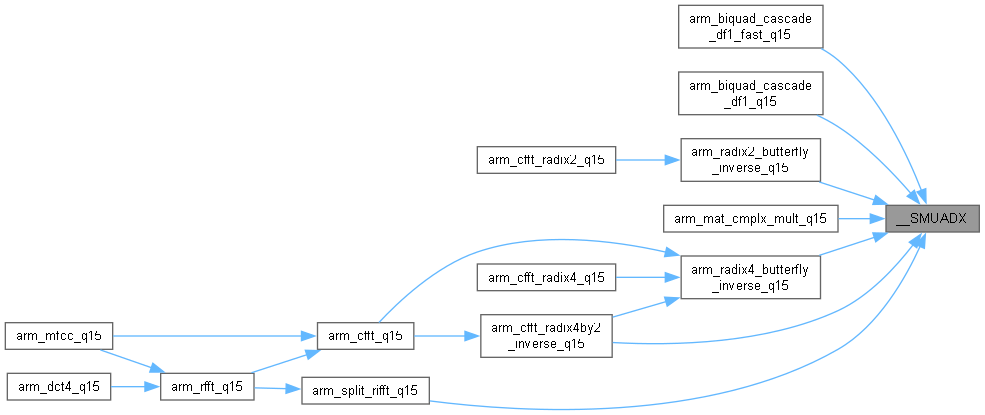 arm_biquad_cascade
_df1_fast_q15
arm_biquad_cascade
_df1_q15
arm_radix2_butterfly
_inverse_q15
arm_cfft_radix2_q15
__SMUADX
arm_mat_cmplx_mult_q15
arm_radix4_butterfly
_inverse_q15
arm_cfft_radix4_q15
arm_cfft_radix4by2
_inverse_q15
arm_cfft_q15
arm_mfcc_q15
arm_rfft_q15
arm_dct4_q15
arm_split_rifft_q15